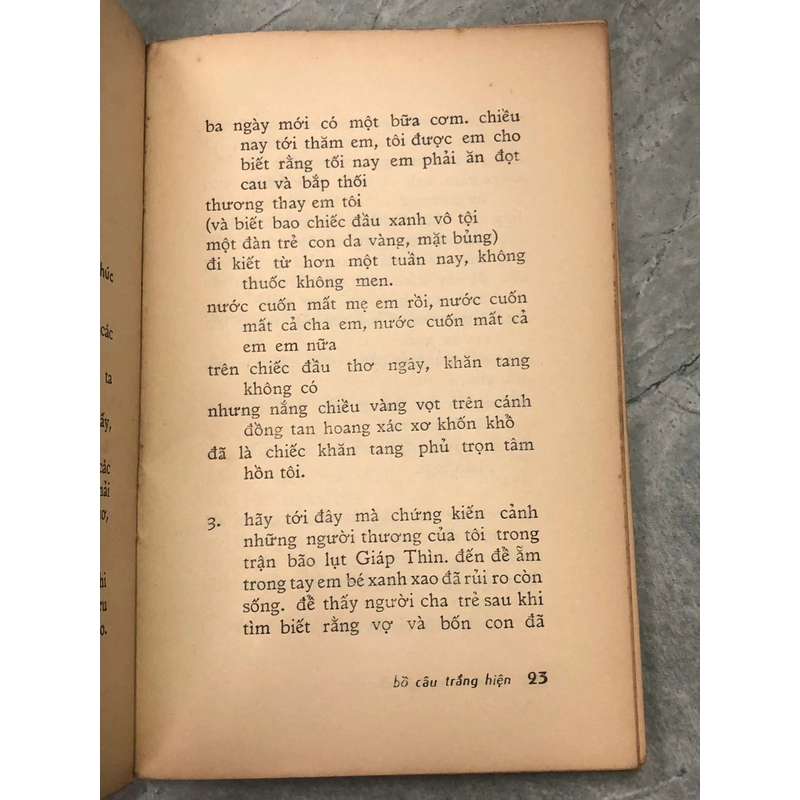 ba ngày mới có một bữa cơm. chiều
nay tới thăm em, tôi được em cho
biết rằng tối nay em phải ăn đọt
cau và bắp thối
thương thay em tôi
(và biết bao chiếc đầu xanh vô tội
một đàn trẻ con da vàng, mặt bủng)
đi kiết từ hơn một tuần nay, không
thuốc không men.
nước cuốn mất mẹ em rồi, nước cuốn
mất cả cha em, nước cuốn mất cả
em em nữa
trên chiếc đầu thơ ngây, khăn tang
không có
nhưng nắng chiều vàng vọt trên cánh
đồng tan hoang xác xơ khốn khổ
đã là chiếc khăn tang phủ trọn tâm
hồn tôi.
3. hãy tới đây mà chứng kiến cảnh
những người thương của tôi trong
trận bão lụt Giáp Thìn. đến để ẵm
trong tay em bé xanh xao đã rủi ro còn
sống. để thấy người cha trẻ sau khi
tìm biết rằng vợ và bốn con đã
bồ câu trắng hiện 23
húc
các
ta
ấy,
các
hải
ơ,
hi
ru
o.